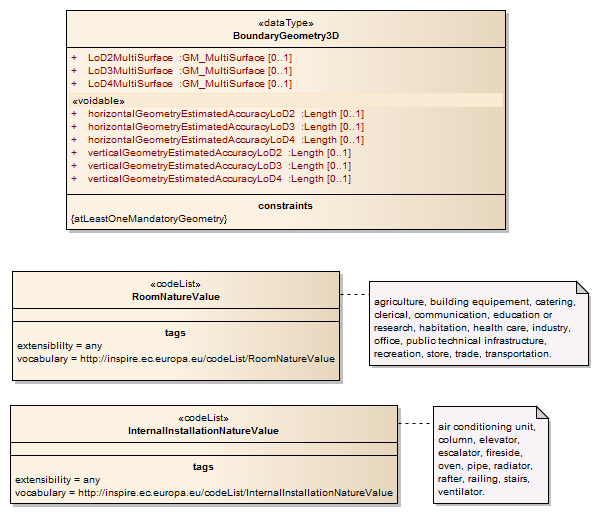 «dataType»
BoundaryGeometry3D
+ LoD2MultiSurface :GM_MultiSurface [0..1]
+ LoD3MultiSurface :GM_MultiSurface [0..1]
+ LoD4MultiSurface :GM_MultiSurface [0..1]
«voidable»
+ horizontalGeometryEstimatedAccuracyLoD2 :Length [0..1]
+ horizontalGeometryEstimatedAccuracyLoD3 :Length [0..1]
+ horizontalGeometryEstimatedAccuracyLoD4 :Length [0..1]
+ verticalGeometryEstimatedAccuracyLoD2 :Length [0..1]
+ verticalGeometryEstimatedAccuracyLoD3 :Length [0..1]
+ verticalGeometryEstimatedAccuracyLoD4 :Length [0..1]
constraints
{atLeastOneMandatoryGeometry}
«codeList»
RoomNatureValue
tags
extensiblilty = any
vocabulary = http://inspire.ec.europa.eu/codeList/RoomNatureValue
agriculture, building equipement, catering,
clerical, communication, education or
research, habitation, health care, industry,
office, public technical infrastructure,
recreation, store, trade, transportation.
«codeList»
InternalInstallationNatureValue
tags
extensibility = any
vocabulary = http://inspire.ec.europa.eu/codeList/InternalInstallationNatureValue
air conditioning unit,
column, elevator,
escalator, fireside,
oven, pipe, radiator,
rafter, railing, stairs,
ventilator.